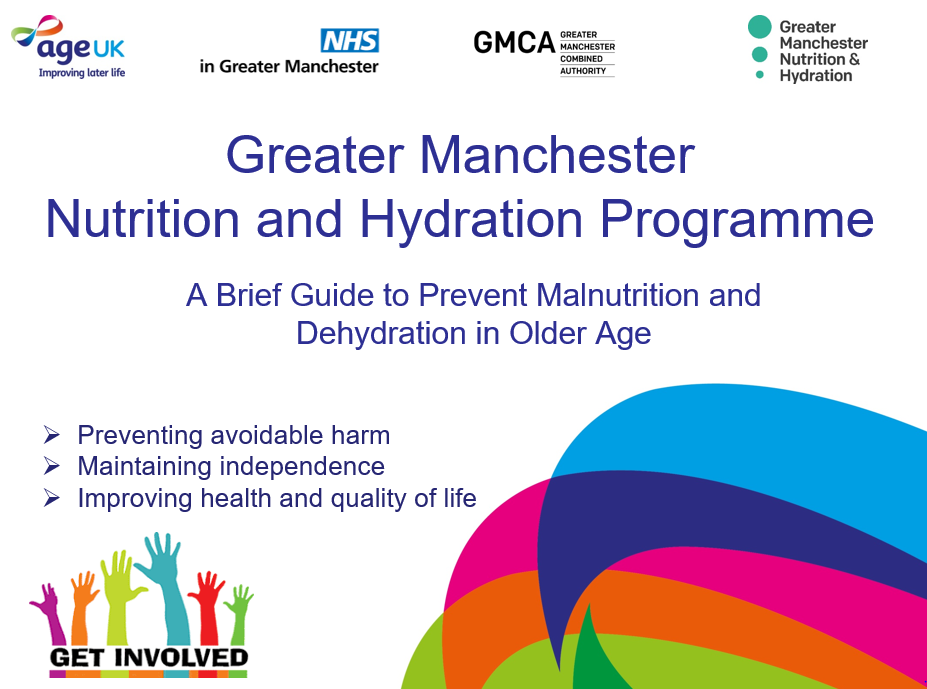 ageUK
Improving later life
NHS
in Greater Manchester
GMCA
GREATER
MANCHESTER
COMBINED
AUTHORITY
Greater
Manchester
Nutrition &
Hydration
Greater Manchester
Nutrition and Hydration Programme
A Brief Guide to Prevent Malnutrition and
Dehydration in Older Age
➢ Preventing avoidable harm
➢ Maintaining independence
➢ Improving health and quality of life
GET INVOLVED